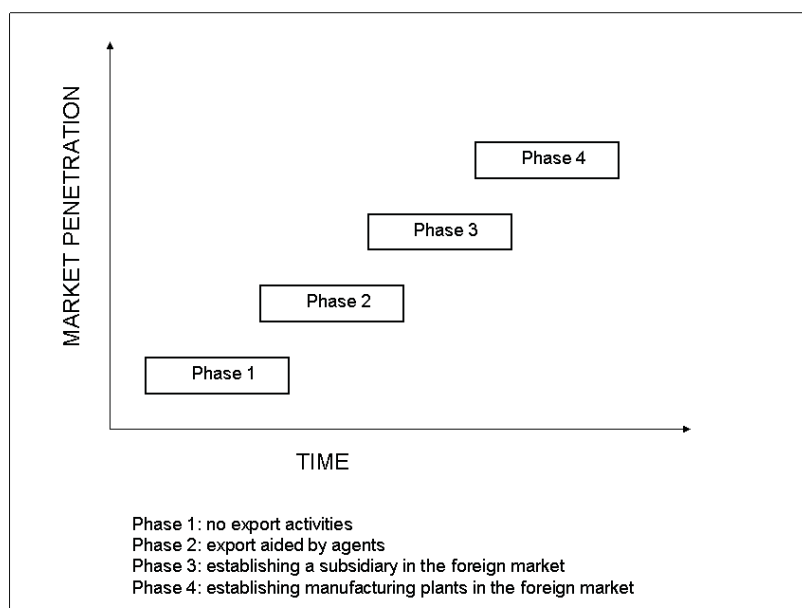 MARKET PENETRATION
Phase 4
Phase 3
Phase 2
Phase 1
TIME
Phase 1: no export activities
Phase 2: export aided by agents
Phase 3: establishing a subsidiary in the foreign market
Phase 4: establishing manufacturing plants in the foreign market